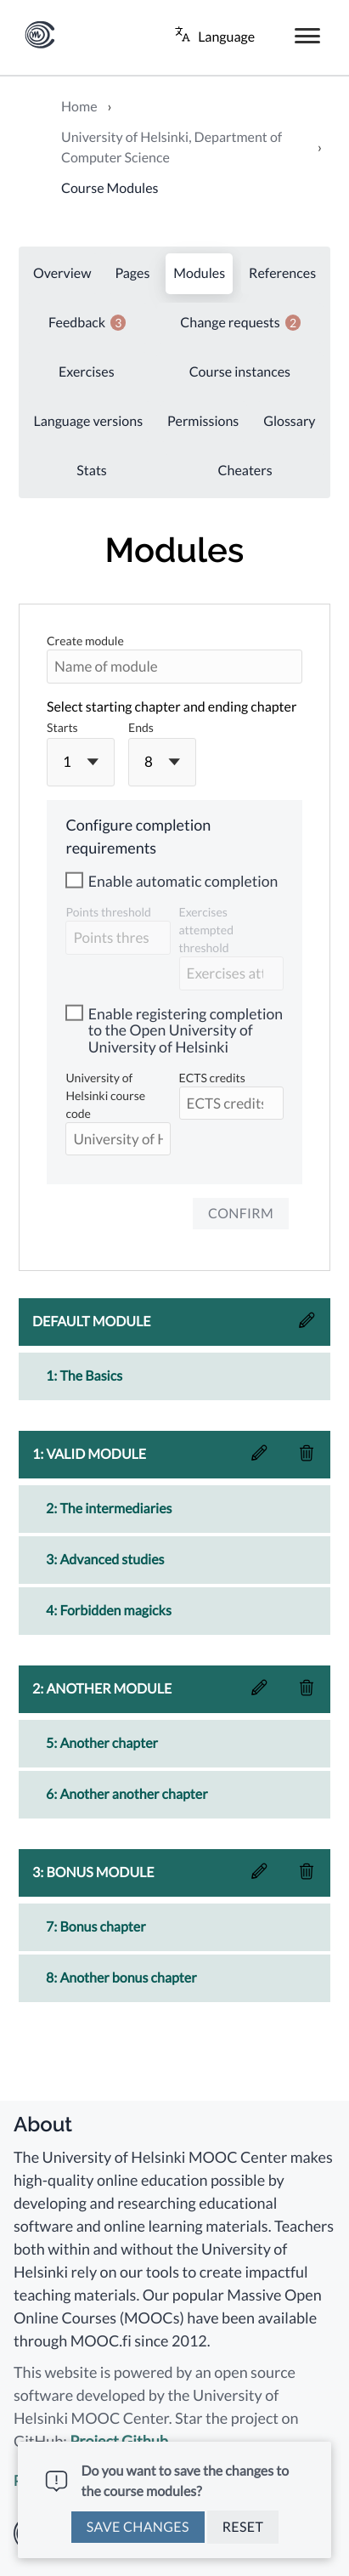 Language
Home ›
University of Helsinki, Department of
Computer Science ›
Course Modules
Overview Pages Modules References
Feedback 3 Change requests 2
Exercises Course instances
Language versions Permissions Glossary
Stats Cheaters
Modules
Create module
Name of module
Select starting chapter and ending chapter
Starts Ends
1 8
Configure completion
requirements
Enable automatic completion
Points threshold
Points thres
Exercises
attempted
threshold
Exercises att
Enable registering completion
to the Open University of
University of Helsinki
University of
Helsinki course
code
University of H
ECTS credits
ECTS credits
CONFIRM
DEFAULT MODULE
1: The Basics
1: VALID MODULE
2: The intermediaries
3: Advanced studies
4: Forbidden magicks
2: ANOTHER MODULE
5: Another chapter
6: Another another chapter
3: BONUS MODULE
7: Bonus chapter
8: Another bonus chapter
About
The University of Helsinki MOOC Center makes
high-quality online education possible by
developing and researching educational
software and online learning materials. Teachers
both within and without the University of
Helsinki rely on our tools to create impactful
teaching materials. Our popular Massive Open
Online Courses (MOOCs) have been available
through MOOC.fi since 2012.
This website is powered by an open source
software developed by the University of
Helsinki MOOC Center. Star the project on
GitHub: Project Github
Do you want to save the changes to
the course modules?
SAVE CHANGES RESET